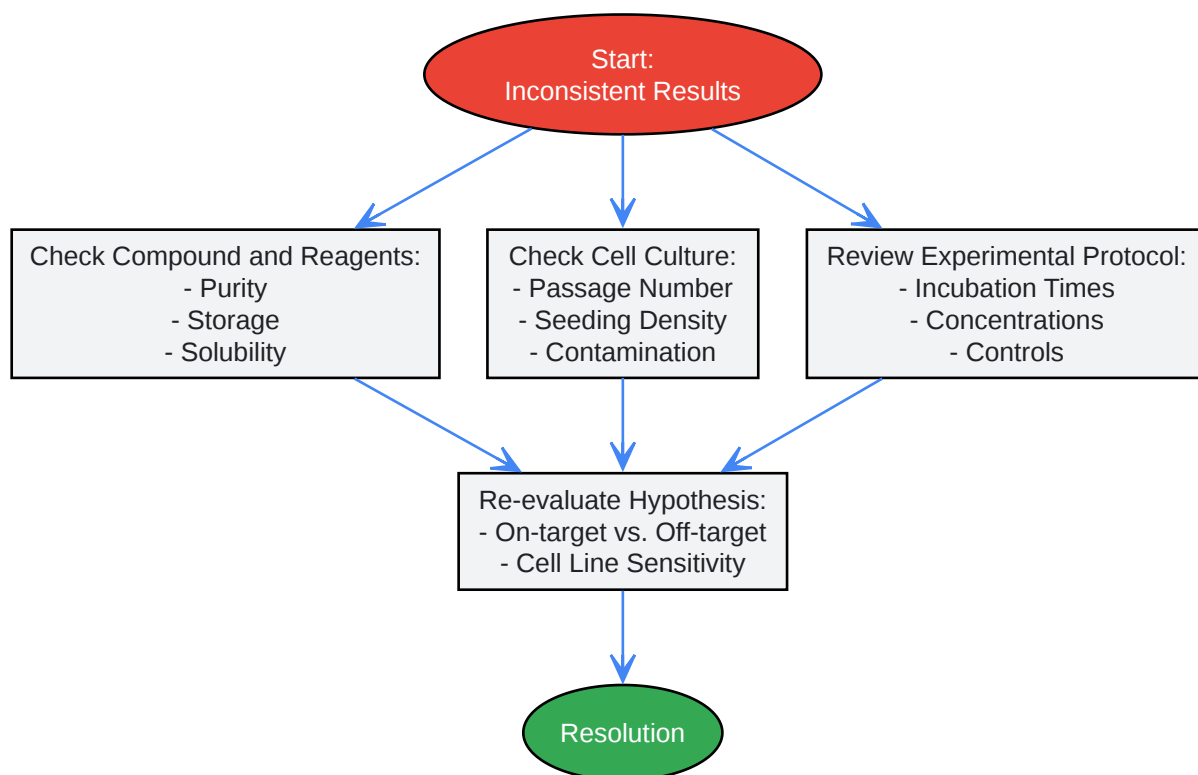 Start:
Inconsistent Results
Check Compound and Reagents:
- Purity
- Storage
- Solubility
Check Cell Culture:
- Passage Number
- Seeding Density
- Contamination
Review Experimental Protocol:
- Incubation Times
- Concentrations
- Controls
Re-evaluate Hypothesis:
- On-target vs. Off-target
- Cell Line Sensitivity
Resolution